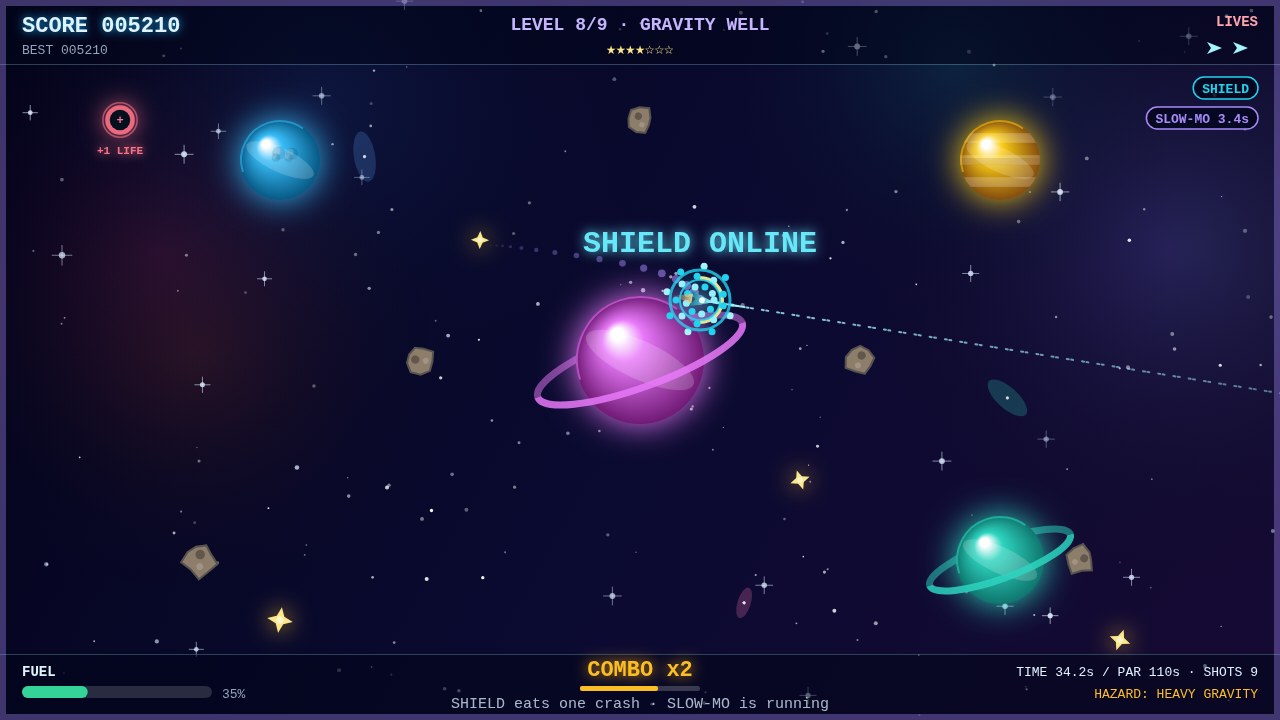 SCORE 005210
BEST 005210
LEVEL 8/9 · GRAVITY WELL
★★★★☆☆☆
LIVES
SHIELD
SLOW-MO 3.4s
+1 LIFE
SHIELD ONLINE
FUEL
35%
COMBO x2
SHIELD eats one crash · SLOW-MO is running
TIME 34.2s / PAR 110s · SHOTS 9
HAZARD: HEAVY GRAVITY